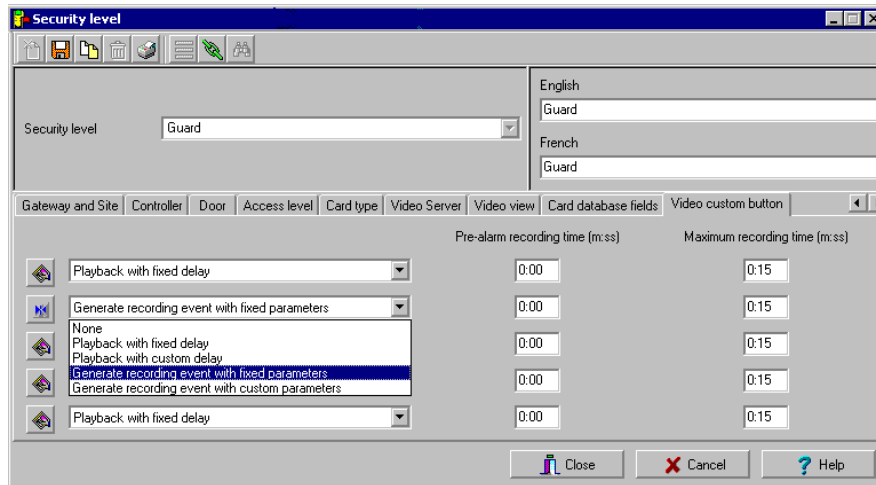 Security level
English
Guard
Security level Guard
French
Guard
Gateway and Site Controller Door Access level Card type Video Server Video view Card database fields Video custom button
Pre-alarm recording time (m:ss) Maximum recording time (m:ss)
Playback with fixed delay 0:00 0:15
Generate recording event with fixed parameters 0:00 0:15
None
Playback with fixed delay
0:00 0:15
Playback with custom delay
Generate recording event with fixed parameters
0:00 0:15
Generate recording event with custom parameters
Playback with fixed delay 0:00 0:15
Close Cancel Help